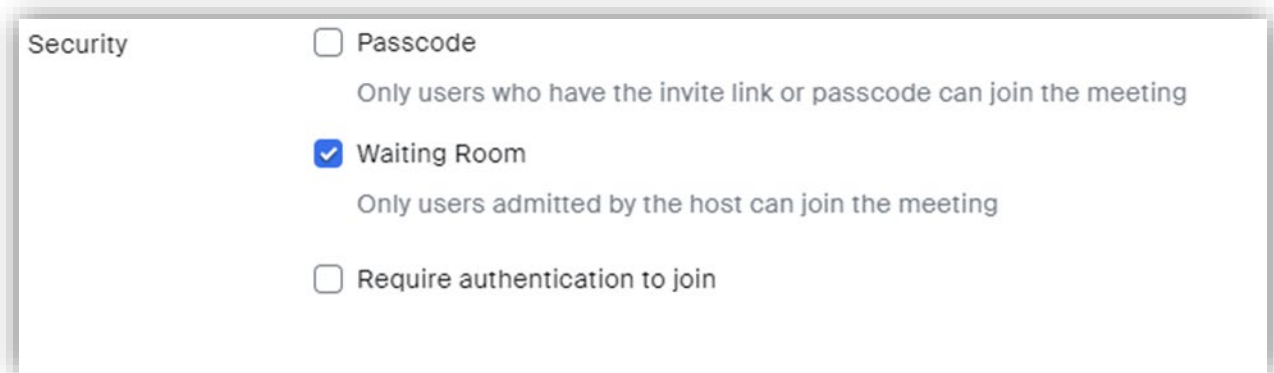 Security
Passcode
Only users who have the invite link or passcode can join the meeting
Waiting Room
Only users admitted by the host can join the meeting
Require authentication to join